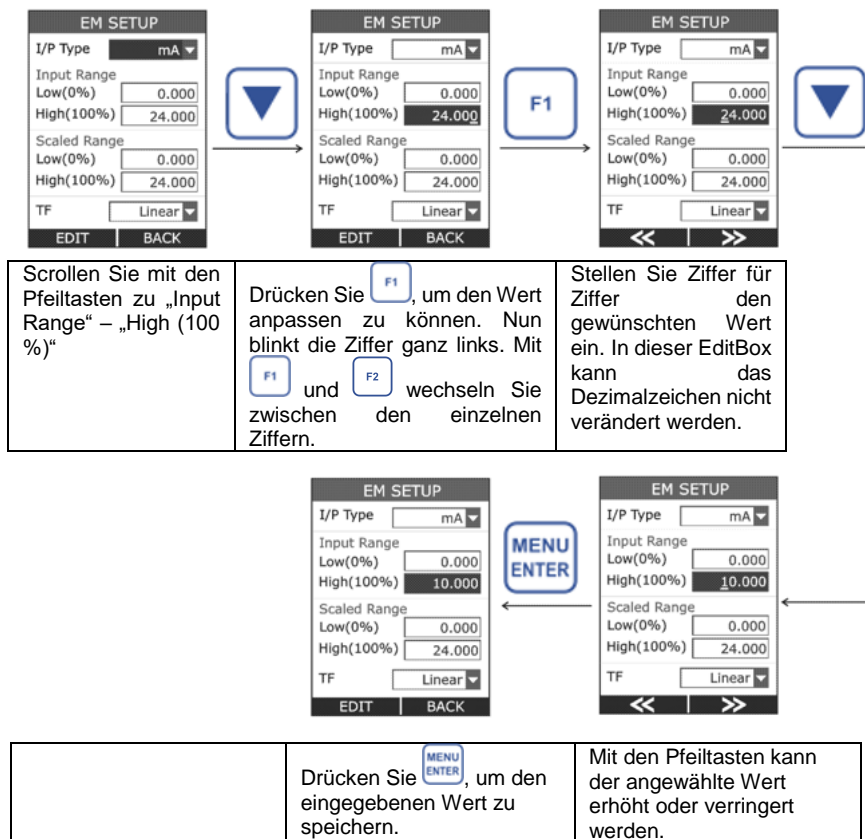 EM SETUP
I/P Type mA
Input Range
Low(0%) 0.000
High(100%) 24.000
Scaled Range
Low(0%) 0.000
High(100%) 24.000
TF Linear
EDIT BACK
EM SETUP
I/P Type mA
Input Range
Low(0%) 0.000
High(100%) 24.000
Scaled Range
Low(0%) 0.000
High(100%) 24.000
TF Linear
EDIT BACK
F1
EM SETUP
I/P Type mA
Input Range
Low(0%) 0.000
High(100%) 24.000
Scaled Range
Low(0%) 0.000
High(100%) 24.000
TF Linear
<< >>
Scrollen Sie mit den
Pfeiltasten zu „Input
Range“ – „High (100
%)“
Drücken Sie F1, um den Wert
anpassen zu können. Nun
blinkt die Ziffer ganz links. Mit
F1 und F2 wechseln Sie
zwischen den einzelnen
Ziffern.
Stellen Sie Ziffer für
Ziffer den
gewünschten Wert
ein. In dieser EditBox
kann das
Dezimalzeichen nicht
verändert werden.
EM SETUP
I/P Type mA
Input Range
Low(0%) 0.000
High(100%) 10.000
Scaled Range
Low(0%) 0.000
High(100%) 24.000
TF Linear
EDIT BACK
MENU
ENTER
EM SETUP
I/P Type mA
Input Range
Low(0%) 0.000
High(100%) 10.000
Scaled Range
Low(0%) 0.000
High(100%) 24.000
TF Linear
<< >>
Drücken Sie MENU ENTER, um den
eingegebenen Wert zu
speichern.
Mit den Pfeiltasten kann
der angewählte Wert
erhöht oder verringert
werden.